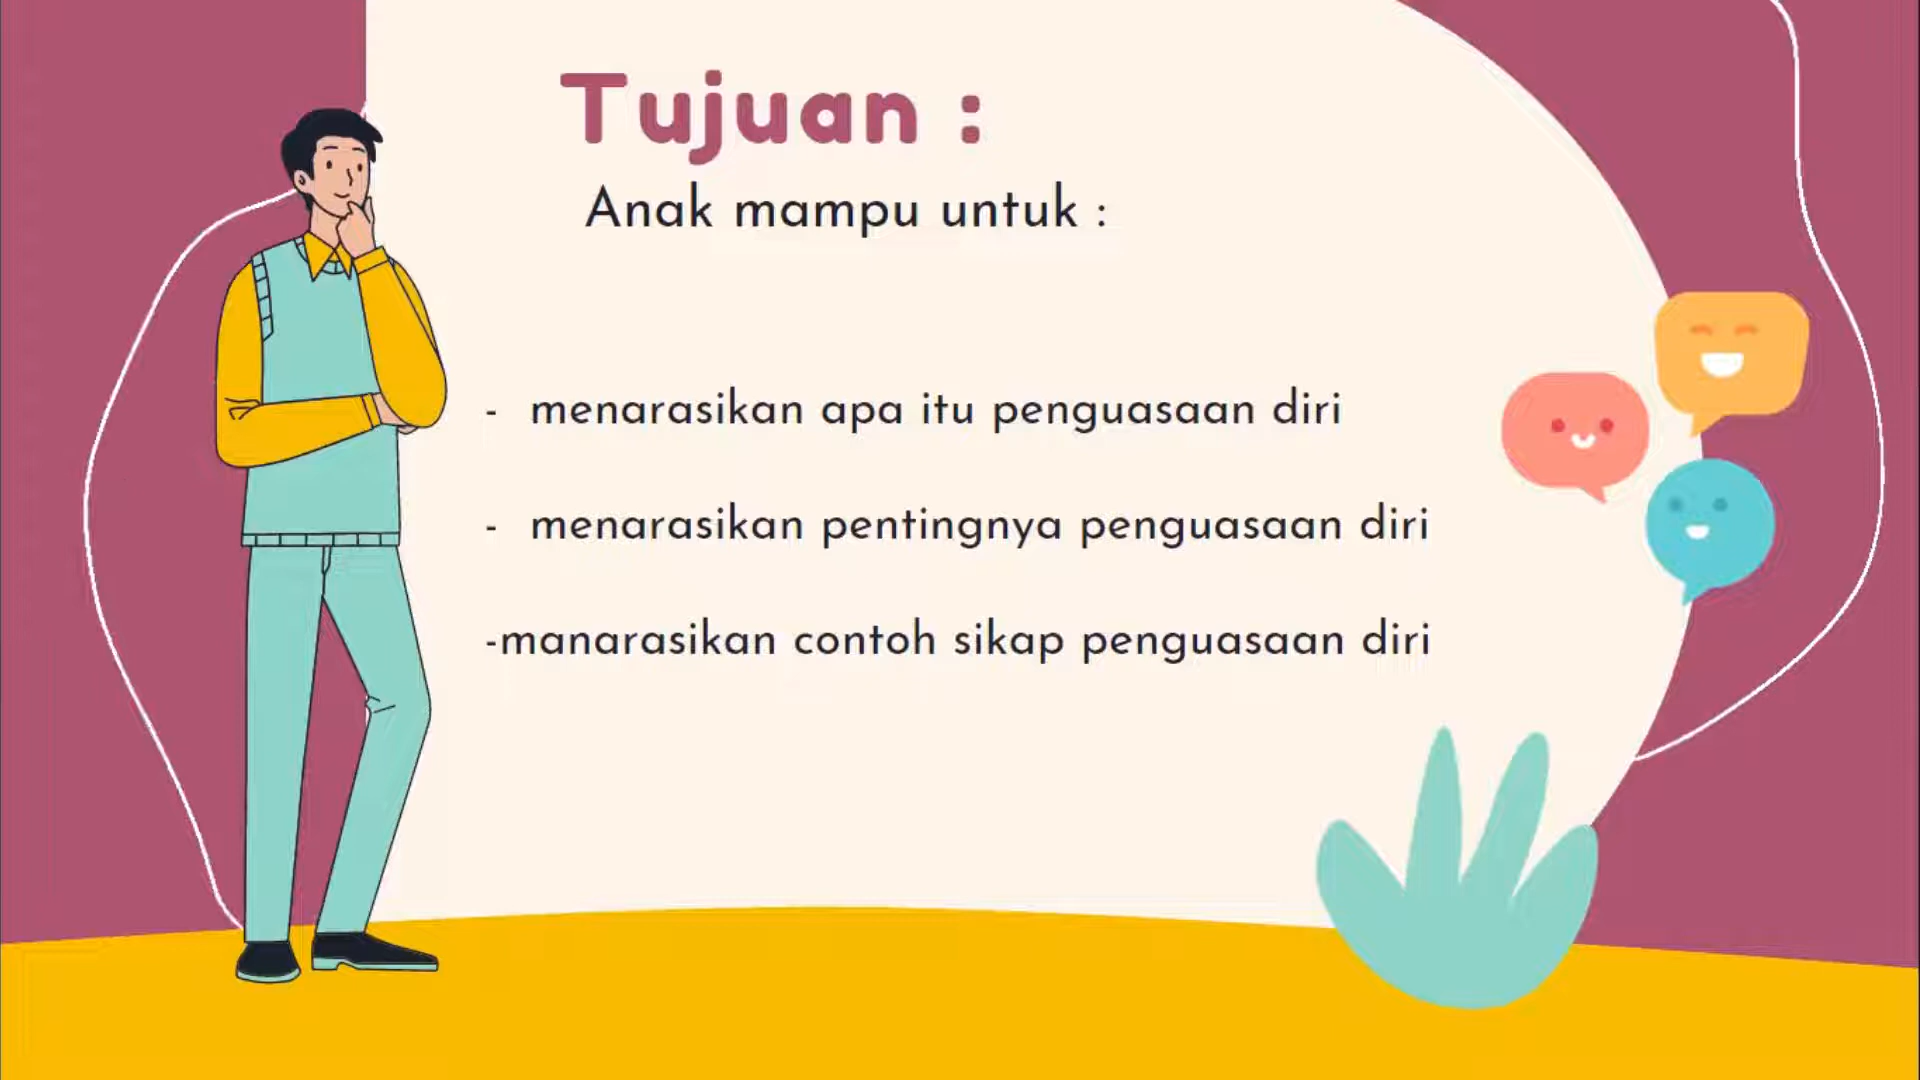 Tujuan :
Anak mampu untuk :
- menarasikan apa itu penguasaan diri
- menarasikan pentingnya penguasaan diri
-manarasikan contoh sikap penguasaan diri